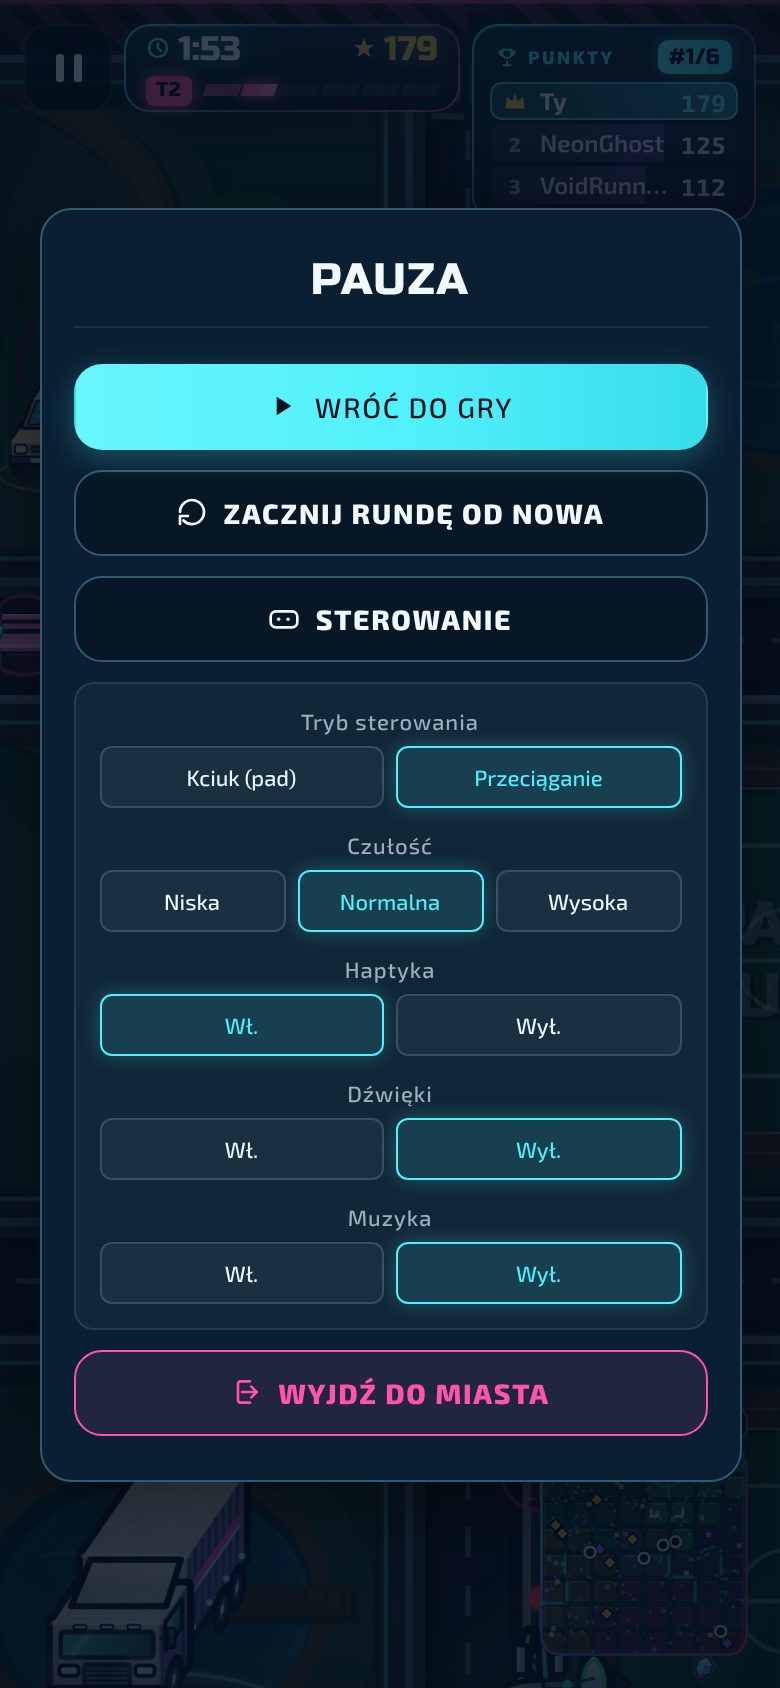 1:53
★ 179
T2
PUNKTY
#1/6
Ty 179
2 NeonGhost 125
3 VoidRunn... 112
PAUZA
WRÓĆ DO GRY
ZACZNIJ RUNDĘ OD NOWA
STEROWANIE
Tryb sterowania
Kciuk (pad)
Przeciąganie
Czułość
Niska
Normalna
Wysoka
Haptyka
Wł.
Wył.
Dźwięki
Wł.
Wył.
Muzyka
Wł.
Wył.
WYJDŹ DO MIASTA